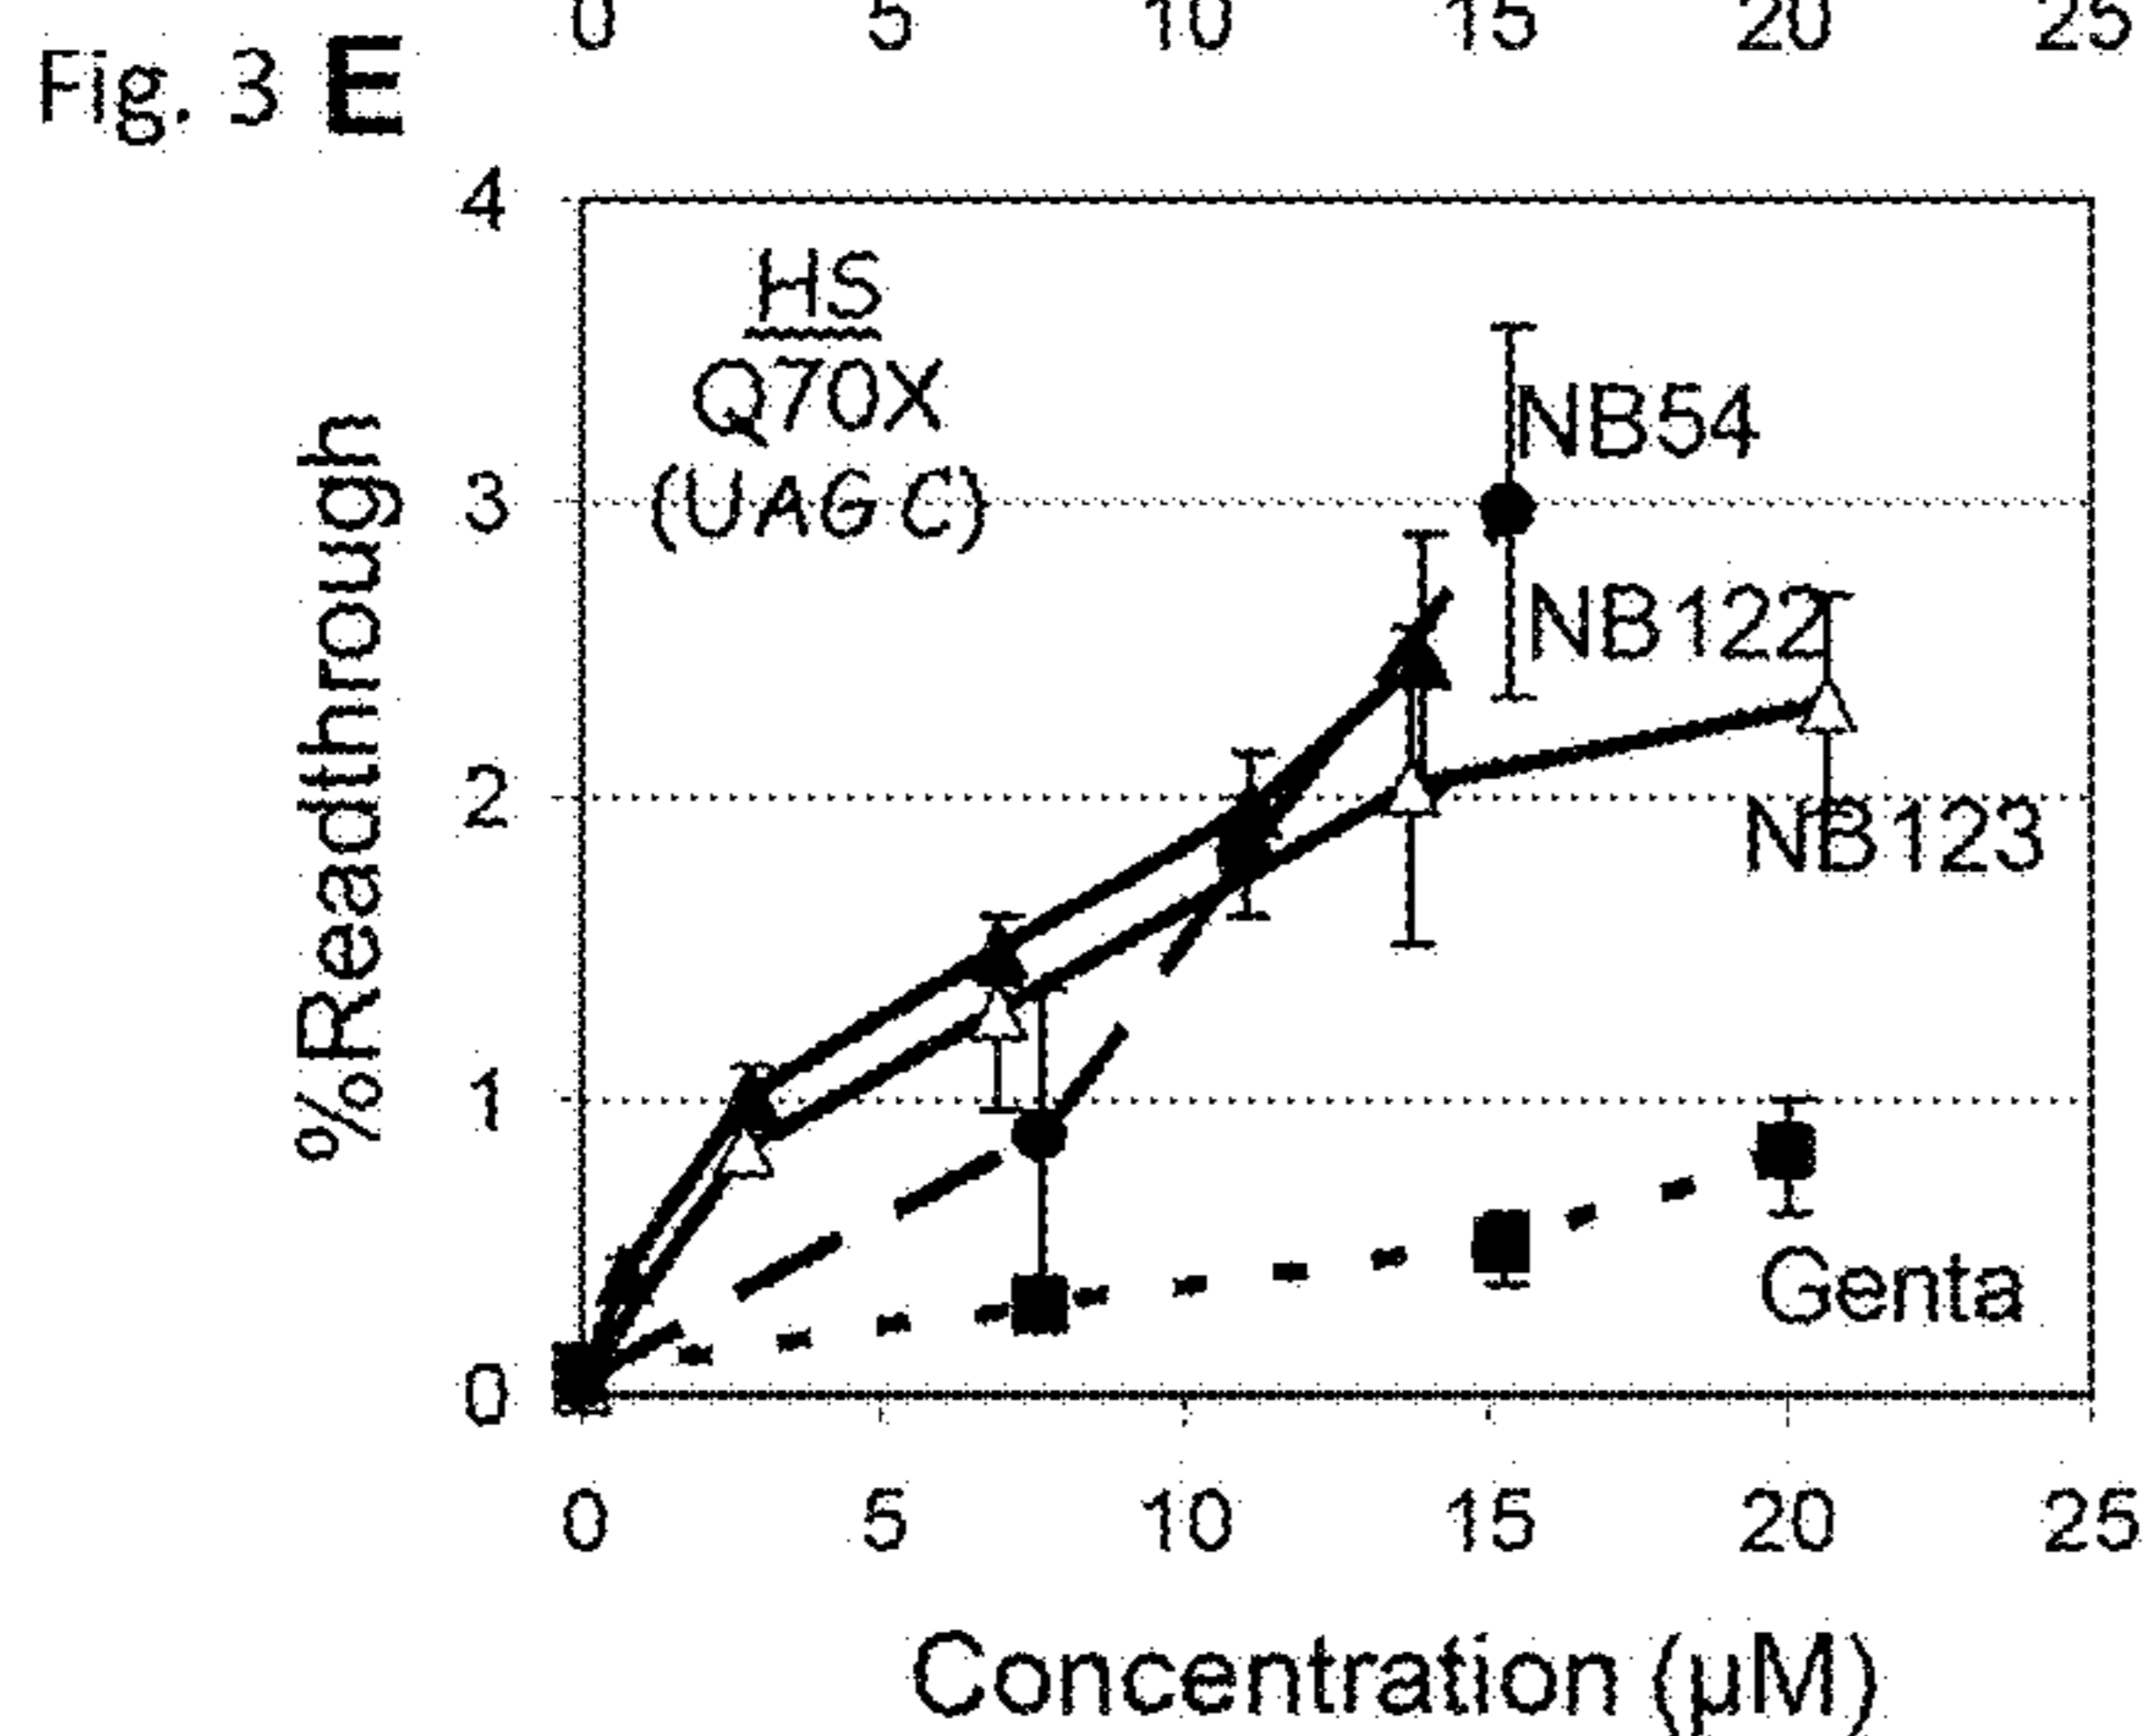 0 5 10 15 20 25
Fig. 3 E
4
HS
Q70X
(UAG C)
NB54
3
NB122
2
NB123
1
Genta
0
%Readthrough
0 5 10 15 20 25
Concentration (µM)